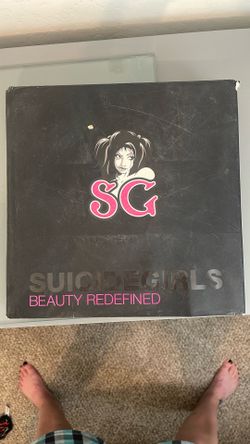 SG
SUICIDEGIRLS
BEAUTY REDEFINED